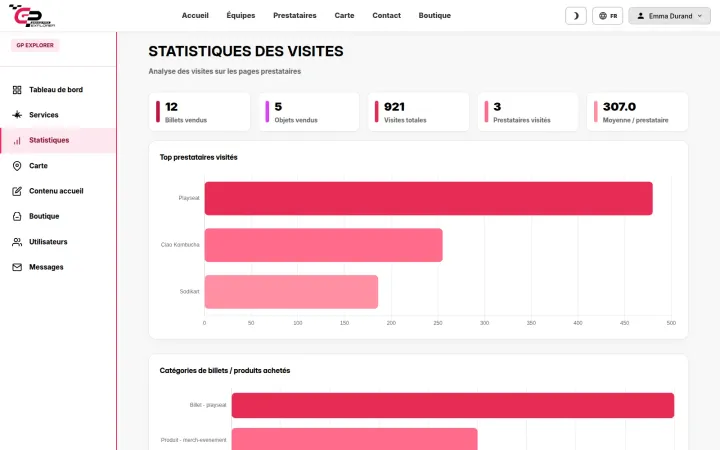 GP
EXPLORER
Accueil
Équipes
Prestataires
Carte
Contact
Boutique
FR
Emma Durand
GP EXPLORER
Tableau de bord
Services
Statistiques
Carte
Contenu accueil
Boutique
Utilisateurs
Messages
STATISTIQUES DES VISITES
Analyse des visites sur les pages prestataires
12
Billets vendus
5
Objets vendus
921
Visites totales
3
Prestataires visités
307.0
Moyenne / prestataire
Top prestataires visités
Playseat
Ciao Kombucha
Sodikart
0 50 100 150 200 250 300 350 400 450 500
Catégories de billets / produits achetés
Billet - playseat
Produit - merch-evenement